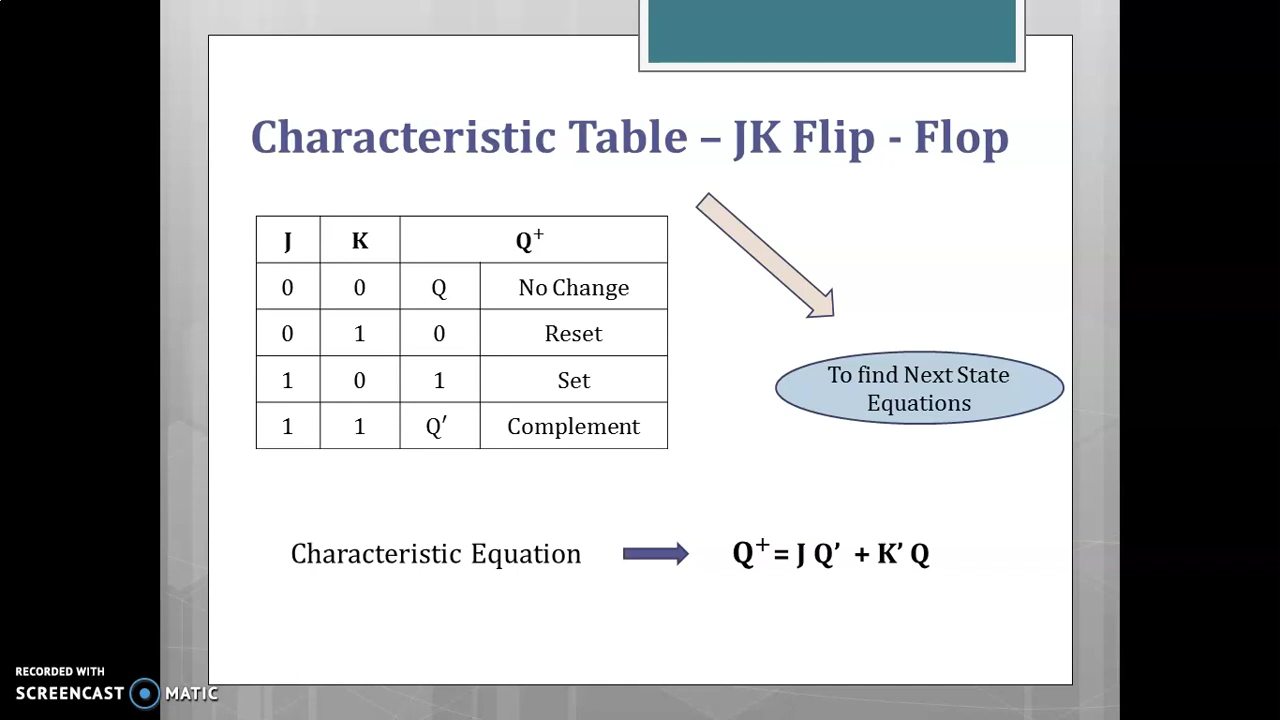 Characteristic Table – JK Flip - Flop
J K Q⁺
0 0 Q No Change
0 1 0 Reset
1 0 1 Set
1 1 Q′ Complement
To find Next State
Equations
Characteristic Equation Q⁺= J Q’ + K’ Q
RECORDED WITH
SCREENCAST MATIC